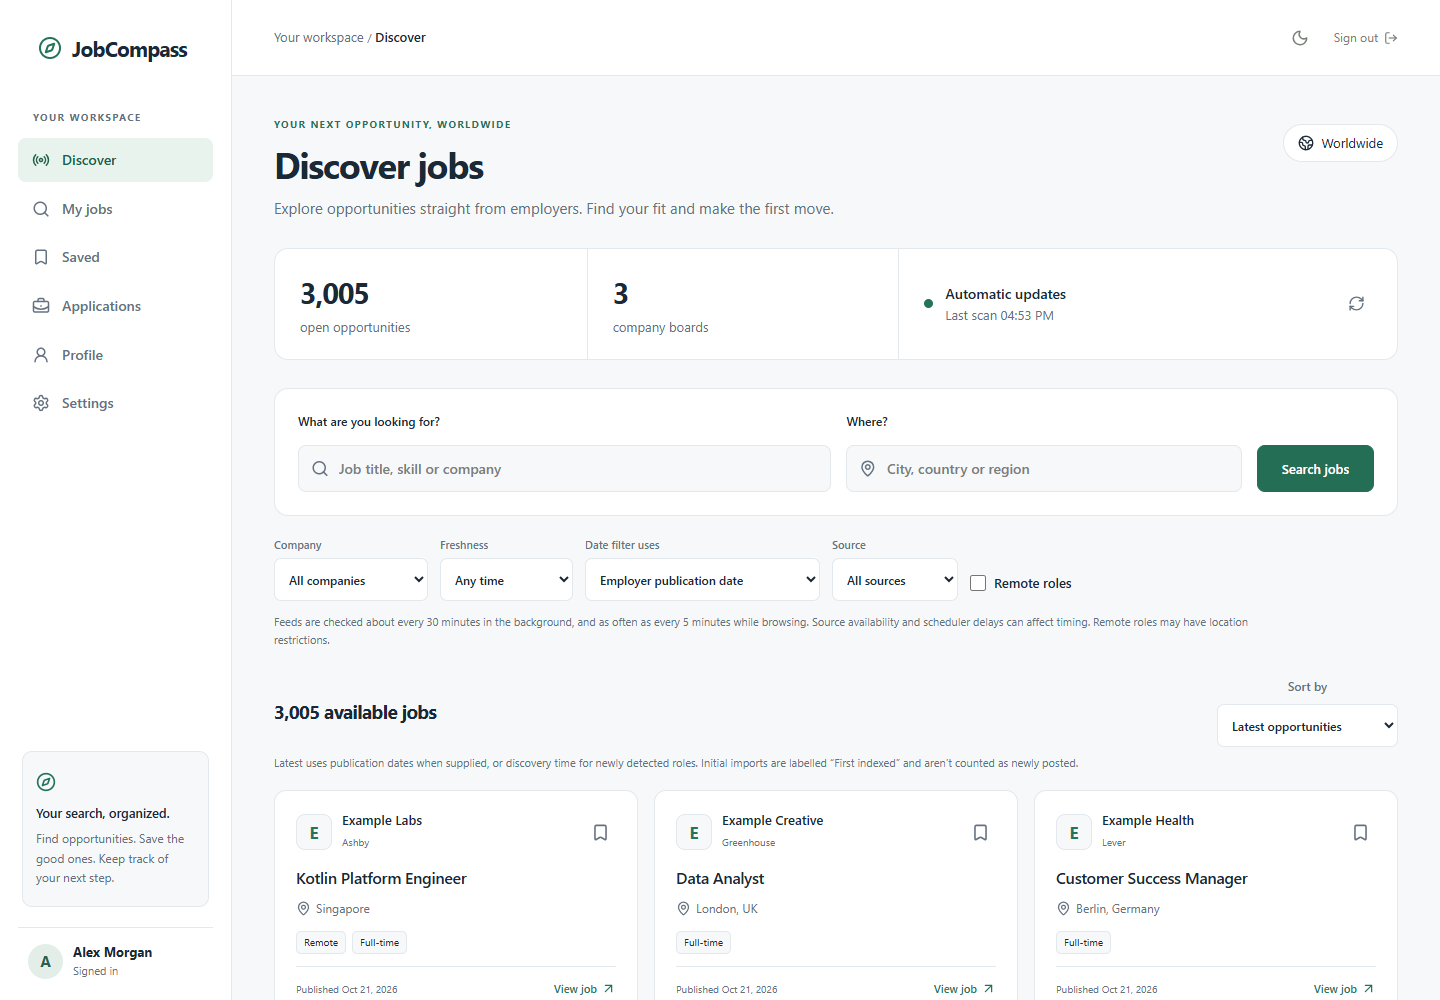 JobCompass
YOUR WORKSPACE
Discover
My jobs
Saved
Applications
Profile
Settings
Your search, organized.
Find opportunities. Save the
good ones. Keep track of
your next step.
A
Alex Morgan
Signed in
Your workspace / Discover
Sign out
YOUR NEXT OPPORTUNITY, WORLDWIDE
Discover jobs
Explore opportunities straight from employers. Find your fit and make the first move.
Worldwide
3,005
open opportunities
3
company boards
Automatic updates
Last scan 04:53 PM
What are you looking for?
Job title, skill or company
Where?
City, country or region
Search jobs
Company
All companies
Freshness
Any time
Date filter uses
Employer publication date
Source
All sources
Remote roles
Feeds are checked about every 30 minutes in the background, and as often as every 5 minutes while browsing. Source availability and scheduler delays can affect timing. Remote roles may have location
restrictions.
3,005 available jobs
Sort by
Latest opportunities
Latest uses publication dates when supplied, or discovery time for newly detected roles. Initial imports are labelled “First indexed” and aren’t counted as newly posted.
E
Example Labs
Ashby
Kotlin Platform Engineer
Singapore
Remote
Full-time
Published Oct 21, 2026
View job
E
Example Creative
Greenhouse
Data Analyst
London, UK
Full-time
Published Oct 21, 2026
View job
E
Example Health
Lever
Customer Success Manager
Berlin, Germany
Full-time
Published Oct 21, 2026
View job